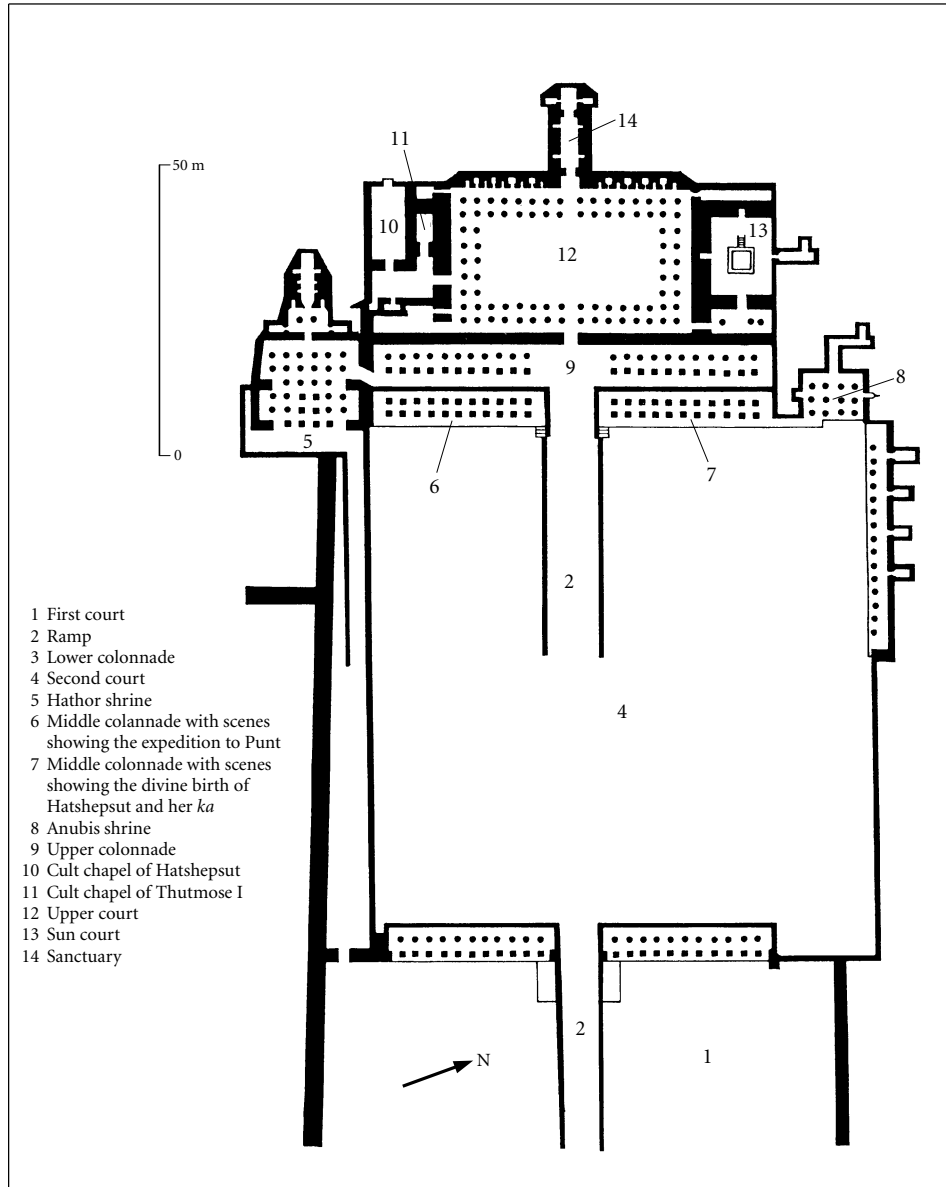 14
11
50 m
10
13
12
9
8
5
0
6
7
2
1 First court
2 Ramp
3 Lower colonnade
4 Second court
5 Hathor shrine
6 Middle colannade with scenes
showing the expedition to Punt
7 Middle colonnade with scenes
showing the divine birth of
Hatshepsut and her ka
8 Anubis shrine
9 Upper colonnade
10 Cult chapel of Hatshepsut
11 Cult chapel of Thutmose I
12 Upper court
13 Sun court
14 Sanctuary
4
2
1
N